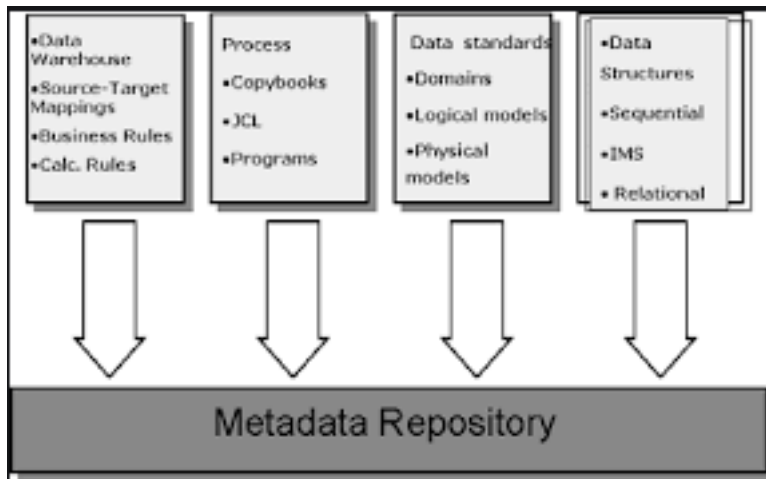 •Data
Warehouse
•Source-Target
Mappings
•Business Rules
•Calc. Rules
Process
•Copybooks
•JCL
•Programs
Data standards
•Domains
•Logical models
•Physical
models
•Data
Structures
•Sequential
•IMS
• Relational
Metadata Repository